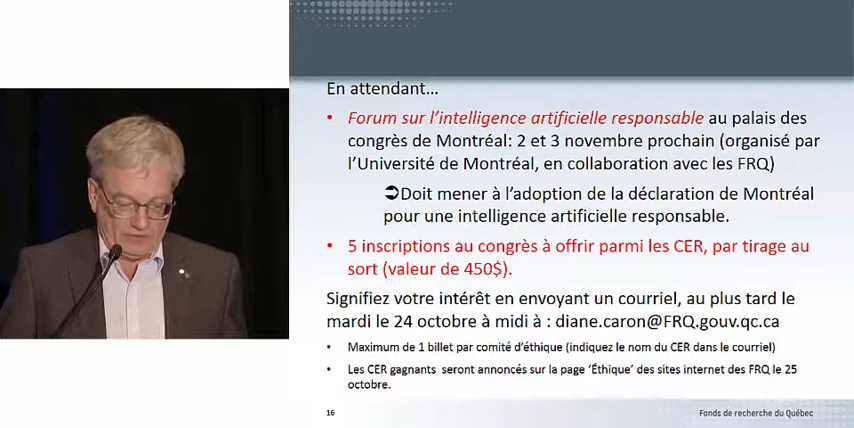 En attendant…
• Forum sur l'intelligence artificielle responsable au palais des
congrès de Montréal: 2 et 3 novembre prochain (organisé par
l'Université de Montréal, en collaboration avec les FRQ)
➲Doit mener à l'adoption de la déclaration de Montréal
pour une intelligence artificielle responsable.
• 5 inscriptions au congrès à offrir parmi les CER, par tirage au
sort (valeur de 450$).
Signifiez votre intérêt en envoyant un courriel, au plus tard le
mardi le 24 octobre à midi à : diane.caron@FRQ.gouv.qc.ca
• Maximum de 1 billet par comité d'éthique (indiquez le nom du CER dans le courriel)
• Les CER gagnants seront annoncés sur la page 'Éthique' des sites internet des FRQ le 25
octobre.
16
Fonds de recherche du Québec